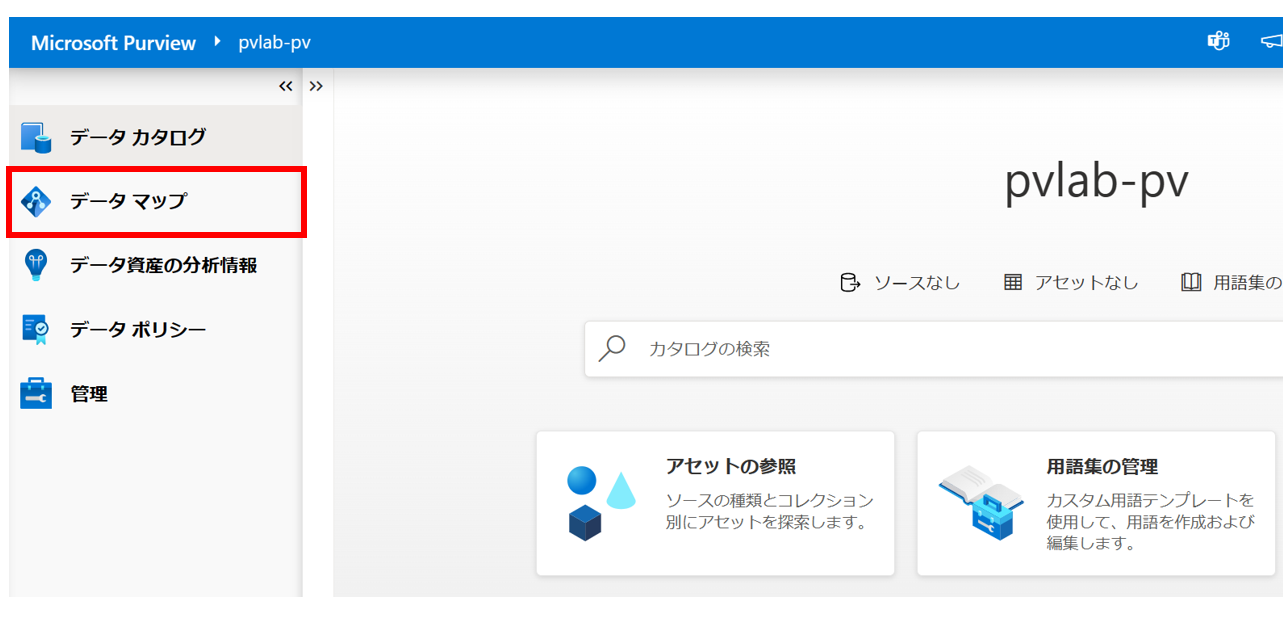 Microsoft Purview pvlab-pv
データ カタログ
データ マップ
データ資産の分析情報
データ ポリシー
管理
pvlab-pv
ソースなし アセットなし 用語集の
カタログの検索
アセットの参照
ソースの種類とコレクション
別にアセットを探索します。
用語集の管理
カスタム用語テンプレートを
使用して、用語を作成および
編集します。